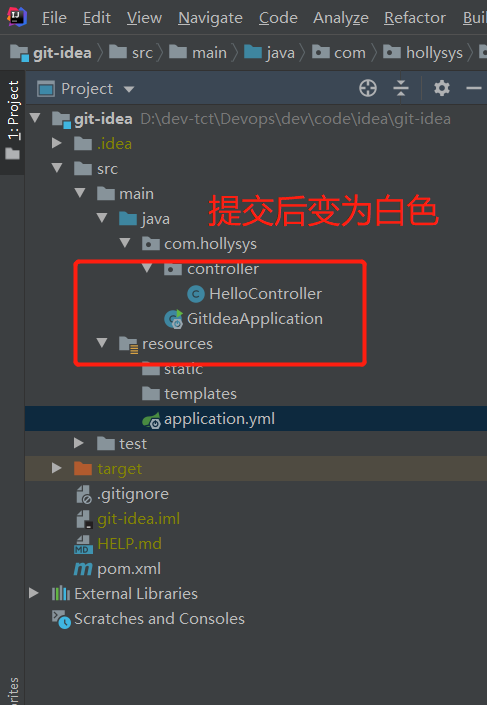 File Edit View Navigate Code Analyze Refactor
git-idea src main java com hollysys
Project
1: Project
git-idea D:\dev-tct\Devops\dev\code\idea\git-idea
.idea
src
main
提交后变为白色
java
com.hollysys
controller
HelloController
GitIdeaApplication
resources
static
templates
application.yml
test
target
.gitignore
git-idea.iml
HELP.md
pom.xml
External Libraries
Scratches and Consoles